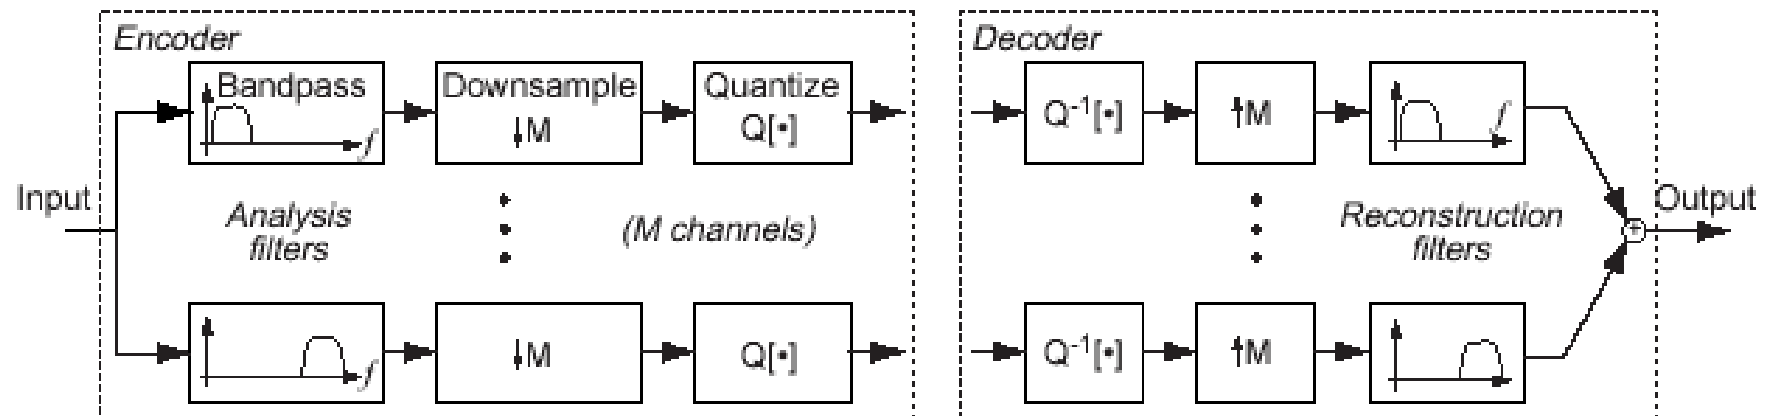 Encoder
Decoder
Bandpass
f
Downsample
↓M
Quantize
Q[•]
Q⁻¹[•]
↑M
f
Input
Analysis
filters
(M channels)
Reconstruction
filters
+
Output
f
↓M
Q[•]
Q⁻¹[•]
↑M